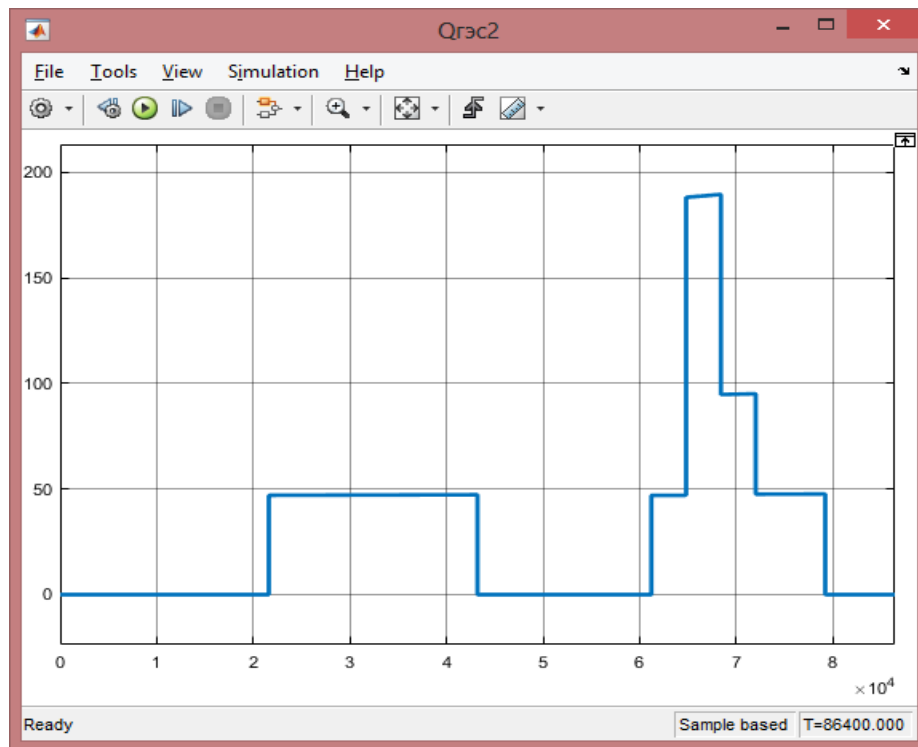 Qгэс2
File Tools View Simulation Help
200
150
100
50
0
0 1 2 3 4 5 6 7 8
×10⁴
Ready Sample based T=86400.000